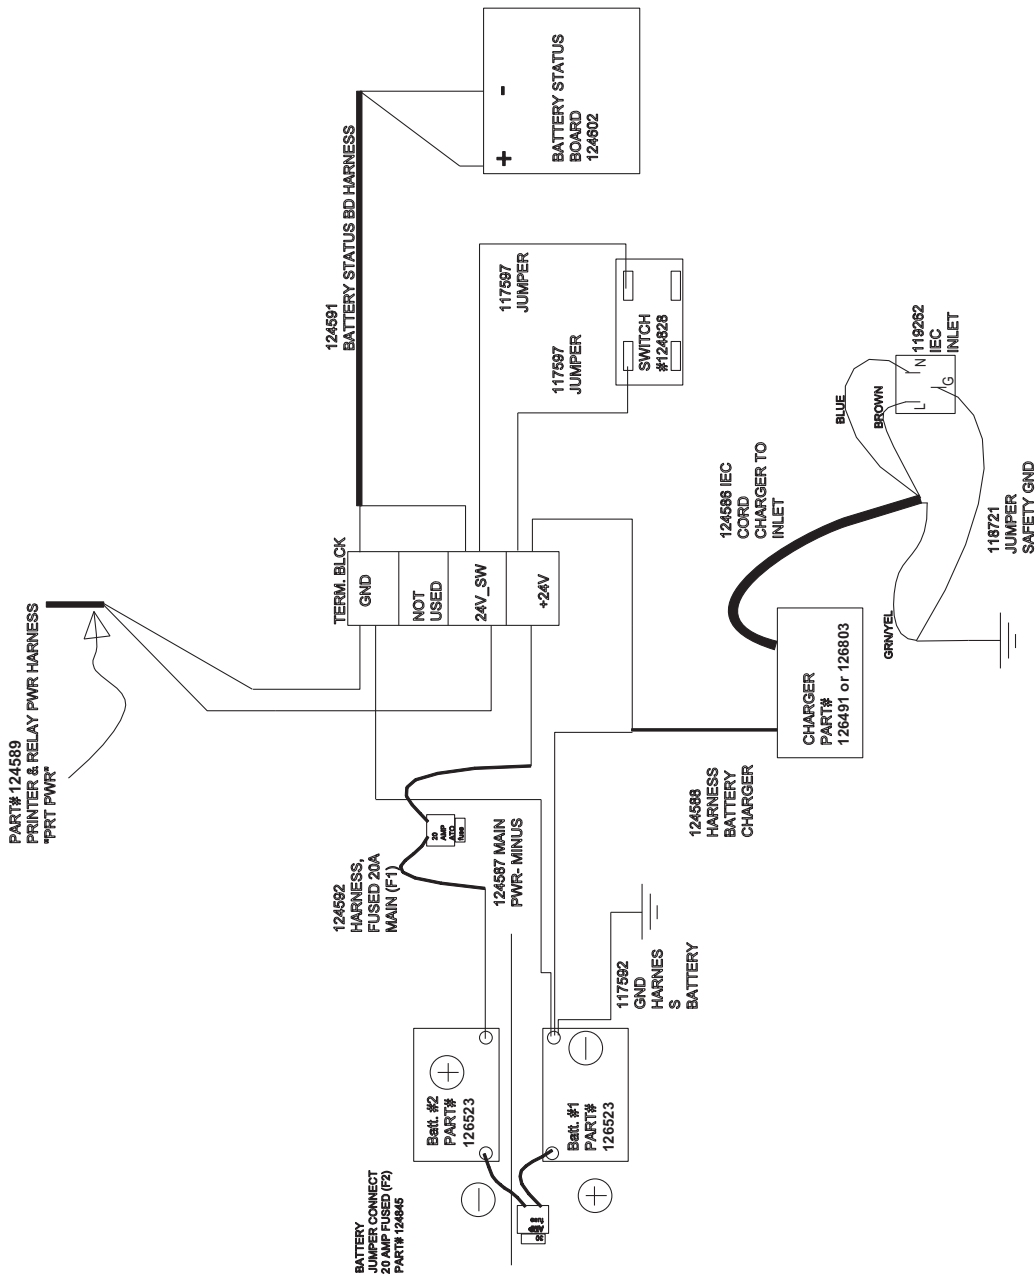 PART# 124589
PRINTER & RELAY PWR HARNESS
"PRT PWR"
124591
BATTERY STATUS BD HARNESS
-
+
BATTERY STATUS
BOARD
124602
TERM. BLCK
GND
NOT
USED
24V_SW
+24V
117597
JUMPER
117597
JUMPER
SWITCH
#124828
124592
HARNESS,
FUSED 20A
MAIN (F1)
20
AMP
ATO
fuse
124587 MAIN
PWR- MINUS
124586 IEC
CORD
CHARGER TO
INLET
BLUE
BROWN
L
N
G
119262
IEC
INLET
118721
JUMPER
SAFETY GND
GRN/YEL
CHARGER
PART#
126491 or 126803
124588
HARNESS
BATTERY
CHARGER
117592
GND
HARNES
S
BATTERY
Batt. #2
PART#
126523
+
-
Batt. #1
PART#
126523
-
+
BATTERY
JUMPER CONNECT
20 AMP FUSED (F2)
PART# 124845